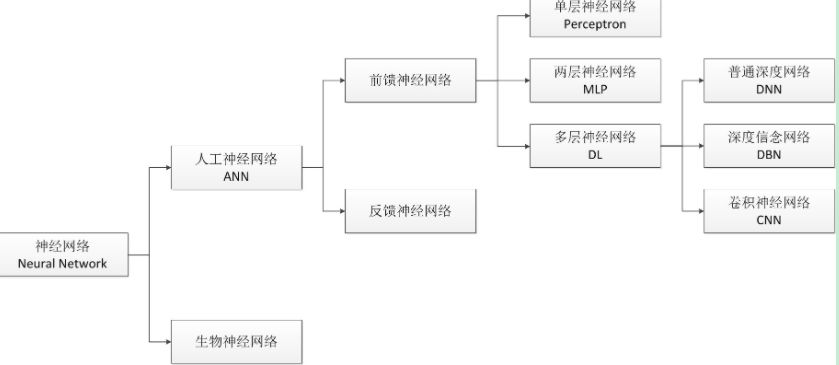 单层神经网络
Perceptron
前馈神经网络
两层神经网络
MLP
普通深度网络
DNN
人工神经网络
ANN
多层神经网络
DL
深度信念网络
DBN
反馈神经网络
卷积神经网络
CNN
神经网络
Neural Network
生物神经网络